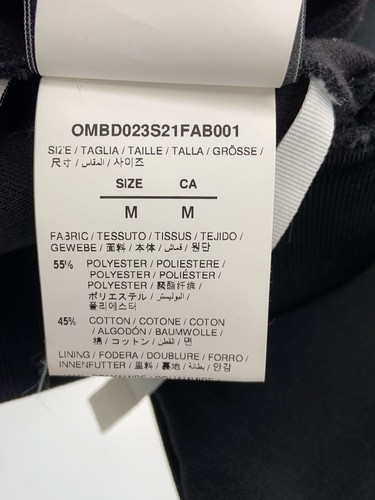 OMBD023S21FAB001
SIZE / TAGLIA / TAILLE / TALLA / GRÖSSE /
尺寸 / المقاس / 사이즈
SIZE CA
M M
FABRIC / TESSUTO / TISSUS / TEJIDO /
GEWEBE / 面料 / 本体 / قماش / 원단
55% POLYESTER / POLIESTERE /
POLYESTER / POLIÉSTER /
POLYESTER / 聚酯纤维 /
ポリエステル / البوليستر /
폴리에스터
45% COTTON / COTONE / COTON
/ ALGODÓN / BAUMWOLLE /
棉 / コットン / القطن / 면
LINING / FODERA / DOUBLURE / FORRO /
INNENFUTTER / 里料 / 裏地 / بطانة / 안감